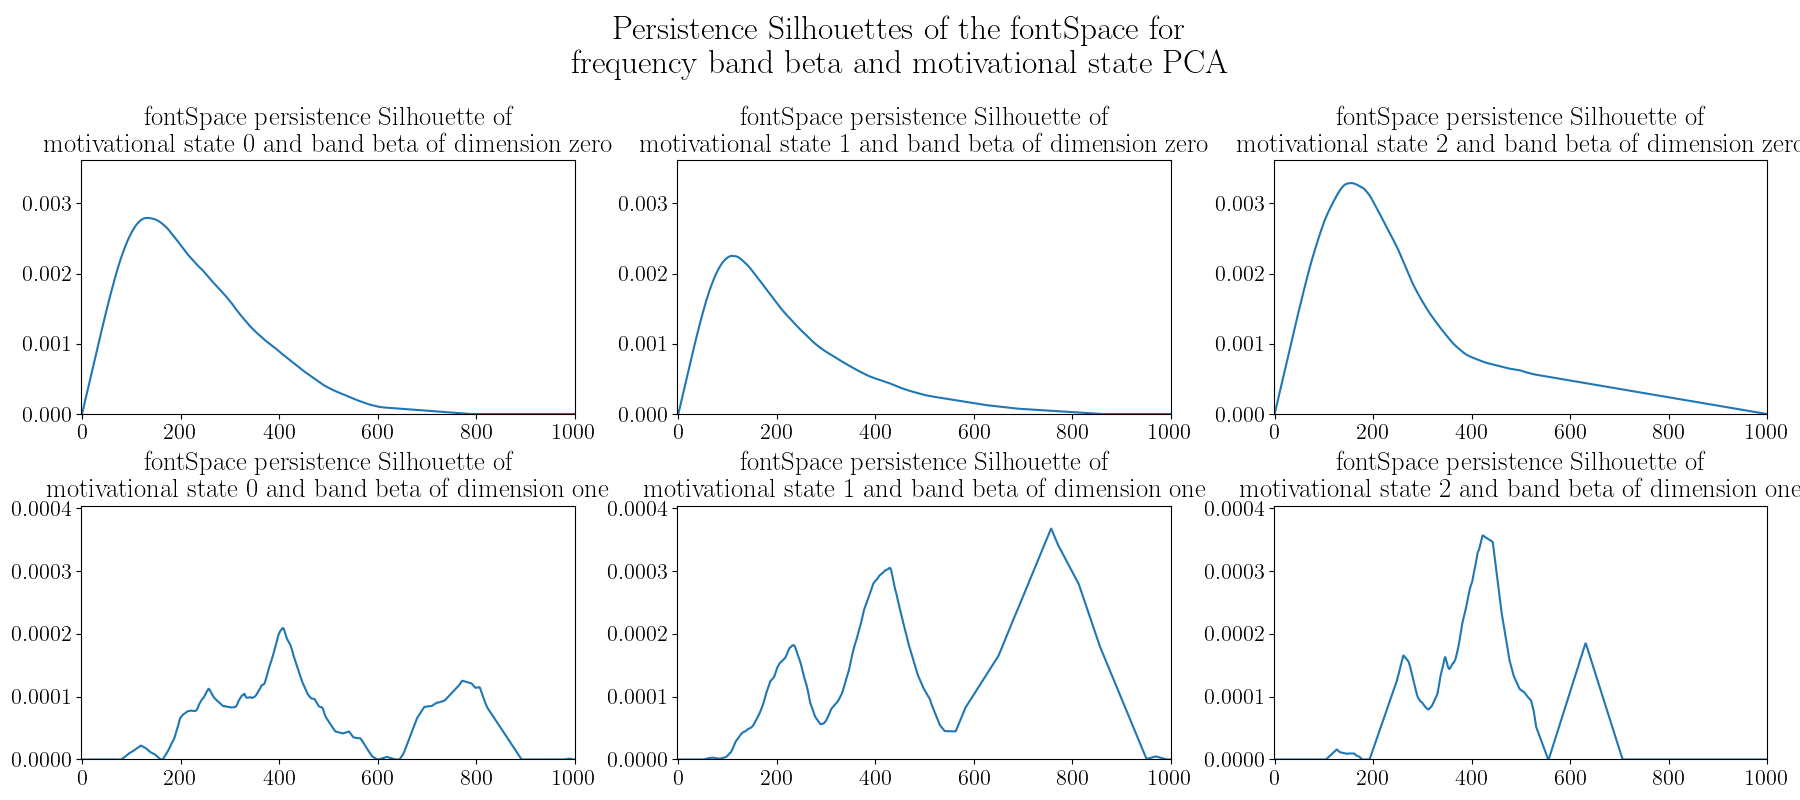 Persistence Silhouettes of the fontSpace for
frequency band beta and motivational state PCA
fontSpace persistence Silhouette of
motivational state 0 and band beta of dimension zero
0.003
0.002
0.001
0.000
0 200 400 600 800 1000
fontSpace persistence Silhouette of
motivational state 1 and band beta of dimension zero
0.003
0.002
0.001
0.000
0 200 400 600 800 1000
fontSpace persistence Silhouette of
motivational state 2 and band beta of dimension zero
0.003
0.002
0.001
0.000
0 200 400 600 800 1000
fontSpace persistence Silhouette of
motivational state 0 and band beta of dimension one
0.0004
0.0003
0.0002
0.0001
0.0000
0 200 400 600 800 1000
fontSpace persistence Silhouette of
motivational state 1 and band beta of dimension one
0.0004
0.0003
0.0002
0.0001
0.0000
0 200 400 600 800 1000
fontSpace persistence Silhouette of
motivational state 2 and band beta of dimension one
0.0004
0.0003
0.0002
0.0001
0.0000
0 200 400 600 800 1000